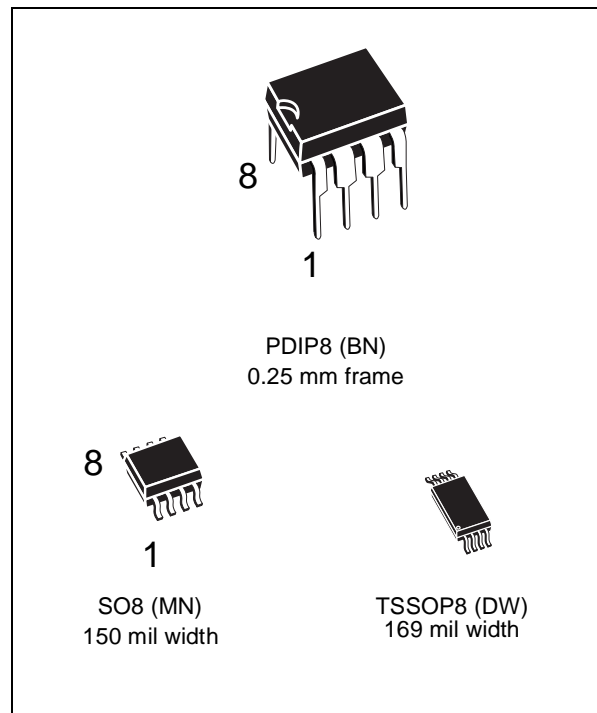 8
1
PDIP8 (BN)
0.25 mm frame
8
1
SO8 (MN)
150 mil width
TSSOP8 (DW)
169 mil width